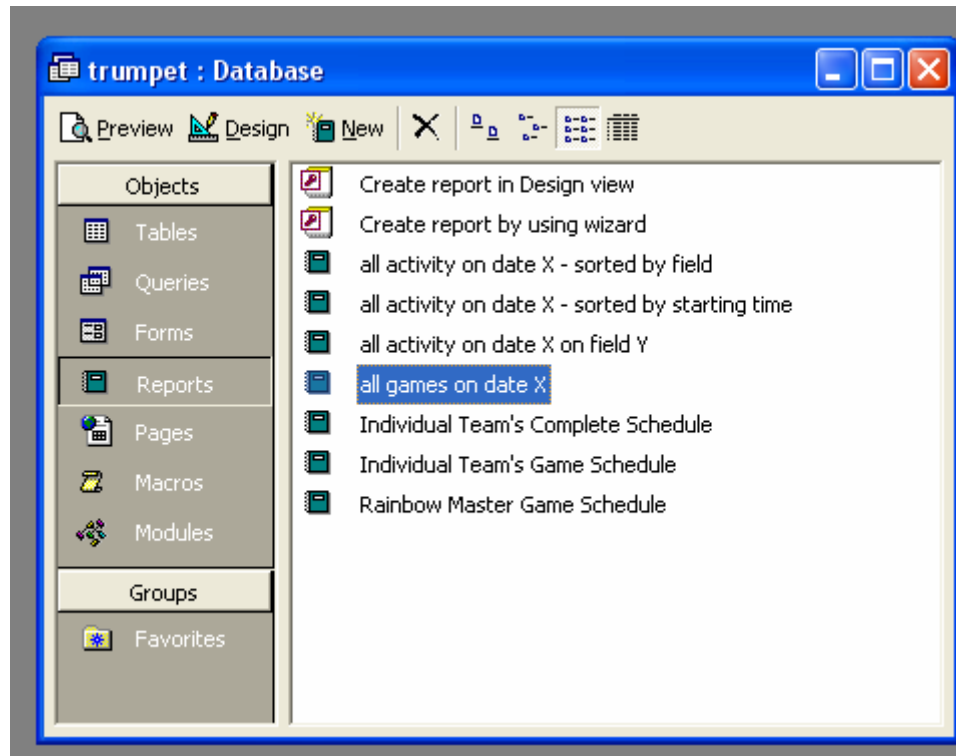 trumpet : Database
Preview Design New
Objects
Tables
Queries
Forms
Reports
Pages
Macros
Modules
Groups
Favorites
Create report in Design view
Create report by using wizard
all activity on date X - sorted by field
all activity on date X - sorted by starting time
all activity on date X on field Y
all games on date X
Individual Team's Complete Schedule
Individual Team's Game Schedule
Rainbow Master Game Schedule